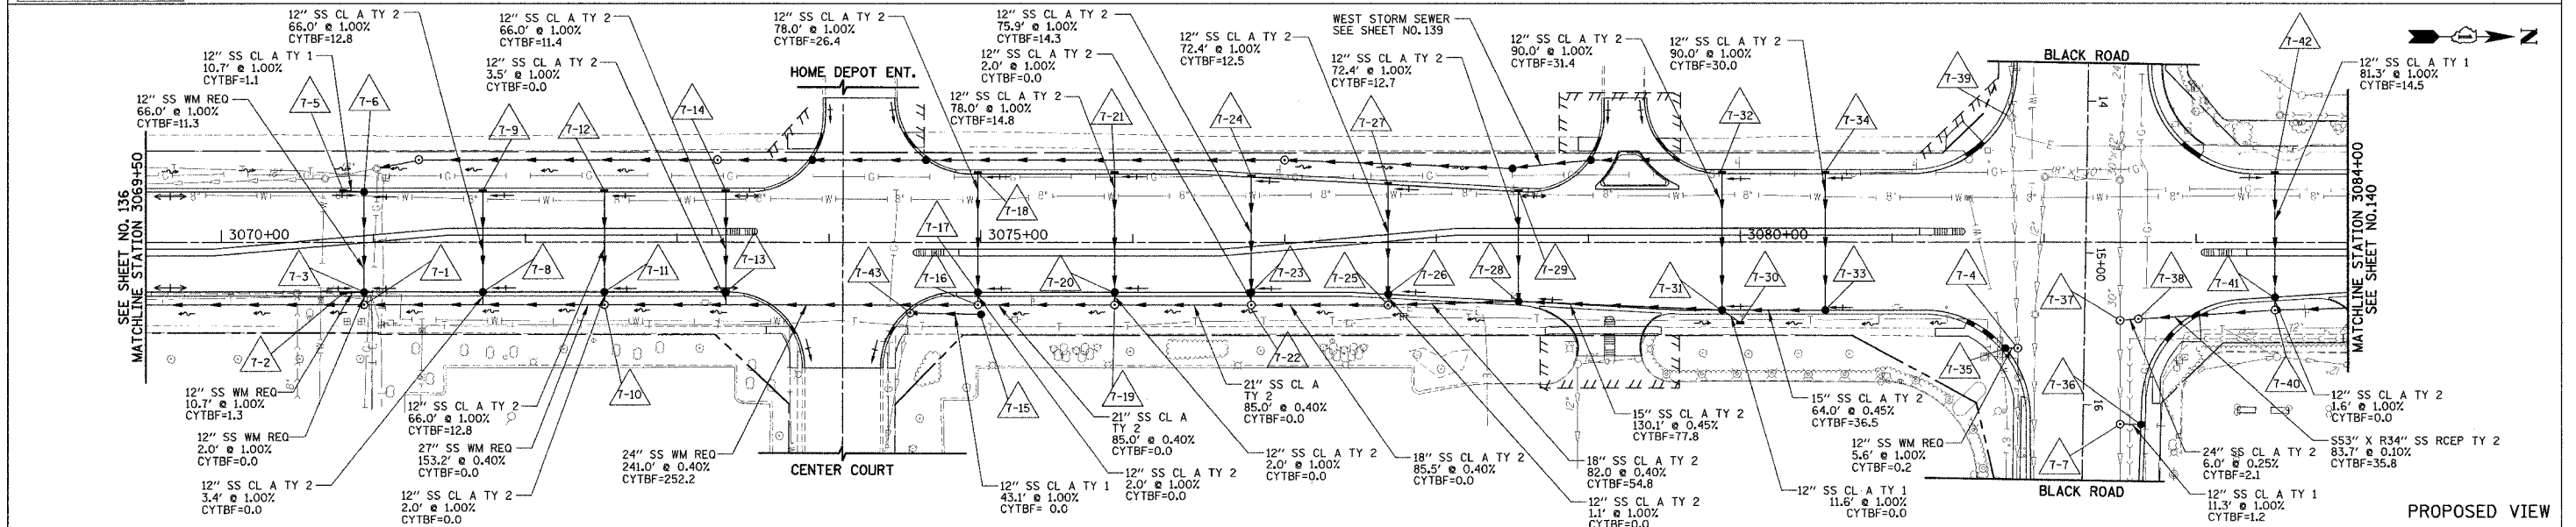 12" SS CL A TY 2
66.0' @ 1.00%
CYTBF=12.8
12" SS CL A TY 1
10.7' @ 1.00%
CYTBF=1.1
12" SS WM REQ
66.0' @ 1.00%
CYTBF=11.3
12" SS CL A TY 2
66.0' @ 1.00%
CYTBF=11.4
12" SS CL A TY 2
3.5' @ 1.00%
CYTBF=0.0
12" SS CL A TY 2
78.0' @ 1.00%
CYTBF=26.4
HOME DEPOT ENT.
12" SS CL A TY 2
75.9' @ 1.00%
CYTBF=14.3
12" SS CL A TY 2
2.0' @ 1.00%
CYTBF=0.0
12" SS CL A TY 2
78.0' @ 1.00%
CYTBF=14.8
12" SS CL A TY 2
72.4' @ 1.00%
CYTBF=12.5
WEST STORM SEWER
SEE SHEET NO. 139
12" SS CL A TY 2
72.4' @ 1.00%
CYTBF=12.7
12" SS CL A TY 2
90.0' @ 1.00%
CYTBF=31.4
12" SS CL A TY 2
90.0' @ 1.00%
CYTBF=30.0
BLACK ROAD
12" SS CL A TY 1
81.3' @ 1.00%
CYTBF=14.5
N
7-5
7-6
7-9
7-12
7-14
7-21
7-24
7-27
7-32
7-34
7-39
7-42
7-18
7-17
14
SEE SHEET NO. 136
MATCHLINE STATION 3069+50
3070+00
3075+00
3080+00
15+00
16
MATCHLINE STATION 3084+00
SEE SHEET NO.140
7-3
7-1
7-8
7-11
7-13
7-43
7-16
7-20
7-23
7-25
7-26
7-28
7-29
7-31
7-30
7-33
7-4
7-37
7-38
7-41
7-2
7-10
7-15
7-19
7-22
7-35
7-36
7-40
7-7
12" SS WM REQ
10.7' @ 1.00%
CYTBF=1.3
12" SS WM REQ
2.0' @ 1.00%
CYTBF=0.0
12" SS CL A TY 2
3.4' @ 1.00%
CYTBF=0.0
12" SS CL A TY 2
66.0' @ 1.00%
CYTBF=12.8
27" SS WM REQ
153.2' @ 0.40%
CYTBF=0.0
12" SS CL A TY 2
2.0' @ 1.00%
CYTBF=0.0
24" SS WM REQ
241.0' @ 0.40%
CYTBF=252.2
CENTER COURT
12" SS CL A TY 1
43.1' @ 1.00%
CYTBF= 0.0
21" SS CL A
TY 2
85.0' @ 0.40%
CYTBF=0.0
12" SS CL A TY 2
2.0' @ 1.00%
CYTBF=0.0
21" SS CL A
TY 2
85.0' @ 0.40%
CYTBF=0.0
12" SS CL A TY 2
2.0' @ 1.00%
CYTBF=0.0
18" SS CL A TY 2
85.5' @ 0.40%
CYTBF=0.0
18" SS CL A TY 2
82.0 @ 0.40%
CYTBF=54.8
12" SS CL A TY 2
1.1' @ 1.00%
CYTBF=0.0
15" SS CL A TY 2
130.1' @ 0.45%
CYTBF=77.8
15" SS CL A TY 2
64.0' @ 0.45%
CYTBF=36.5
12" SS CL A TY 1
11.6' @ 1.00%
CYTBF=0.0
12" SS WM REQ
5.6' @ 1.00%
CYTBF=0.2
BLACK ROAD
12" SS CL A TY 2
1.6' @ 1.00%
CYTBF=0.0
S53" X R34" SS RCEP TY 2
83.7' @ 0.10%
CYTBF=35.8
24" SS CL A TY 2
6.0' @ 0.25%
CYTBF=2.1
12" SS CL A TY 1
11.3' @ 1.00%
CYTBF=1.2
PROPOSED VIEW